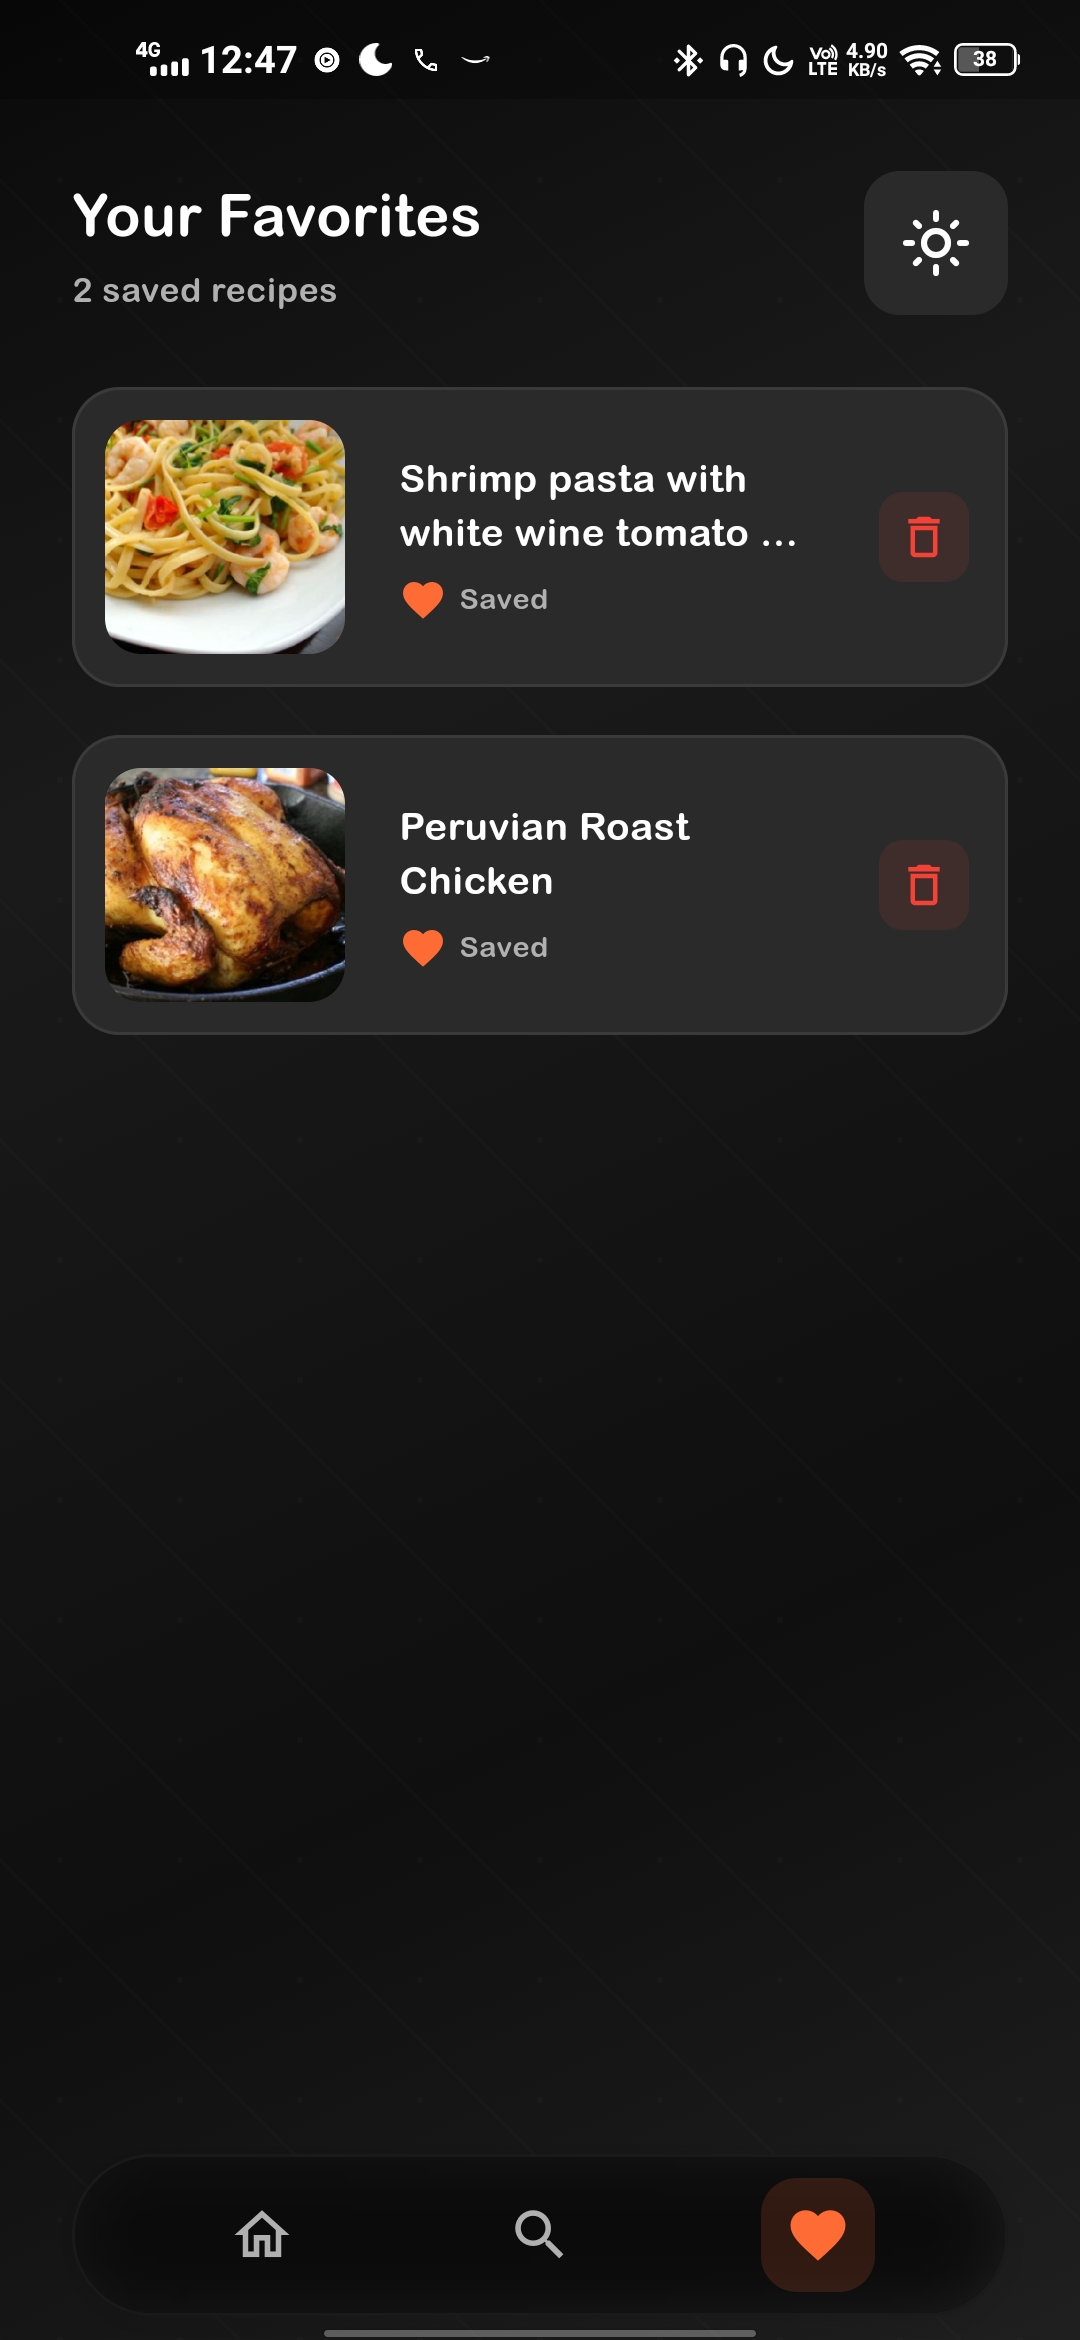 4G 12:47 Vo) LTE 4.90 KB/s 38
Your Favorites
2 saved recipes
Shrimp pasta with
white wine tomato ...
Saved
Peruvian Roast
Chicken
Saved